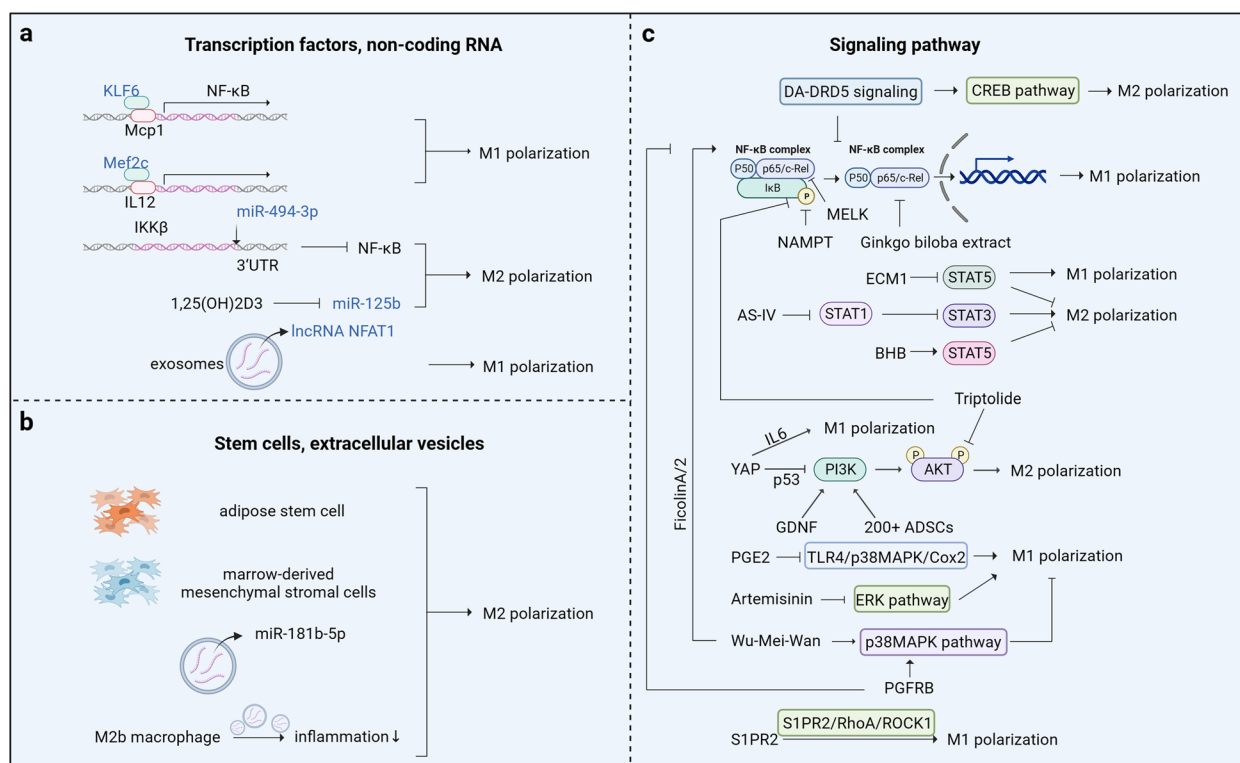 a
Transcription factors, non-coding RNA
KLF6
NF-κB
Mcp1
M1 polarization
Mef2c
IL12
miR-494-3p
IKKβ
3'UTR
NF-κB
M2 polarization
1,25(OH)2D3
miR-125b
lncRNA NFAT1
exosomes
M1 polarization
b
Stem cells, extracellular vesicles
adipose stem cell
marrow-derived
mesenchymal stromal cells
M2 polarization
miR-181b-5p
M2b macrophage
inflammation↓
c
Signaling pathway
DA-DRD5 signaling
CREB pathway
M2 polarization
NF-κB complex
NF-κB complex
P50
p65/c-Rel
IκB
P
P50
p65/c-Rel
M1 polarization
MELK
NAMPT
Ginkgo biloba extract
ECM1
STAT5
M1 polarization
AS-IV
STAT1
STAT3
M2 polarization
BHB
STAT5
Triptolide
IL6
M1 polarization
YAP
p53
PI3K
P
P
AKT
M2 polarization
FicolinA/2
GDNF
200+ ADSCs
PGE2
TLR4/p38MAPK/Cox2
M1 polarization
Artemisinin
ERK pathway
Wu-Mei-Wan
p38MAPK pathway
PGFRB
S1PR2/RhoA/ROCK1
S1PR2
M1 polarization